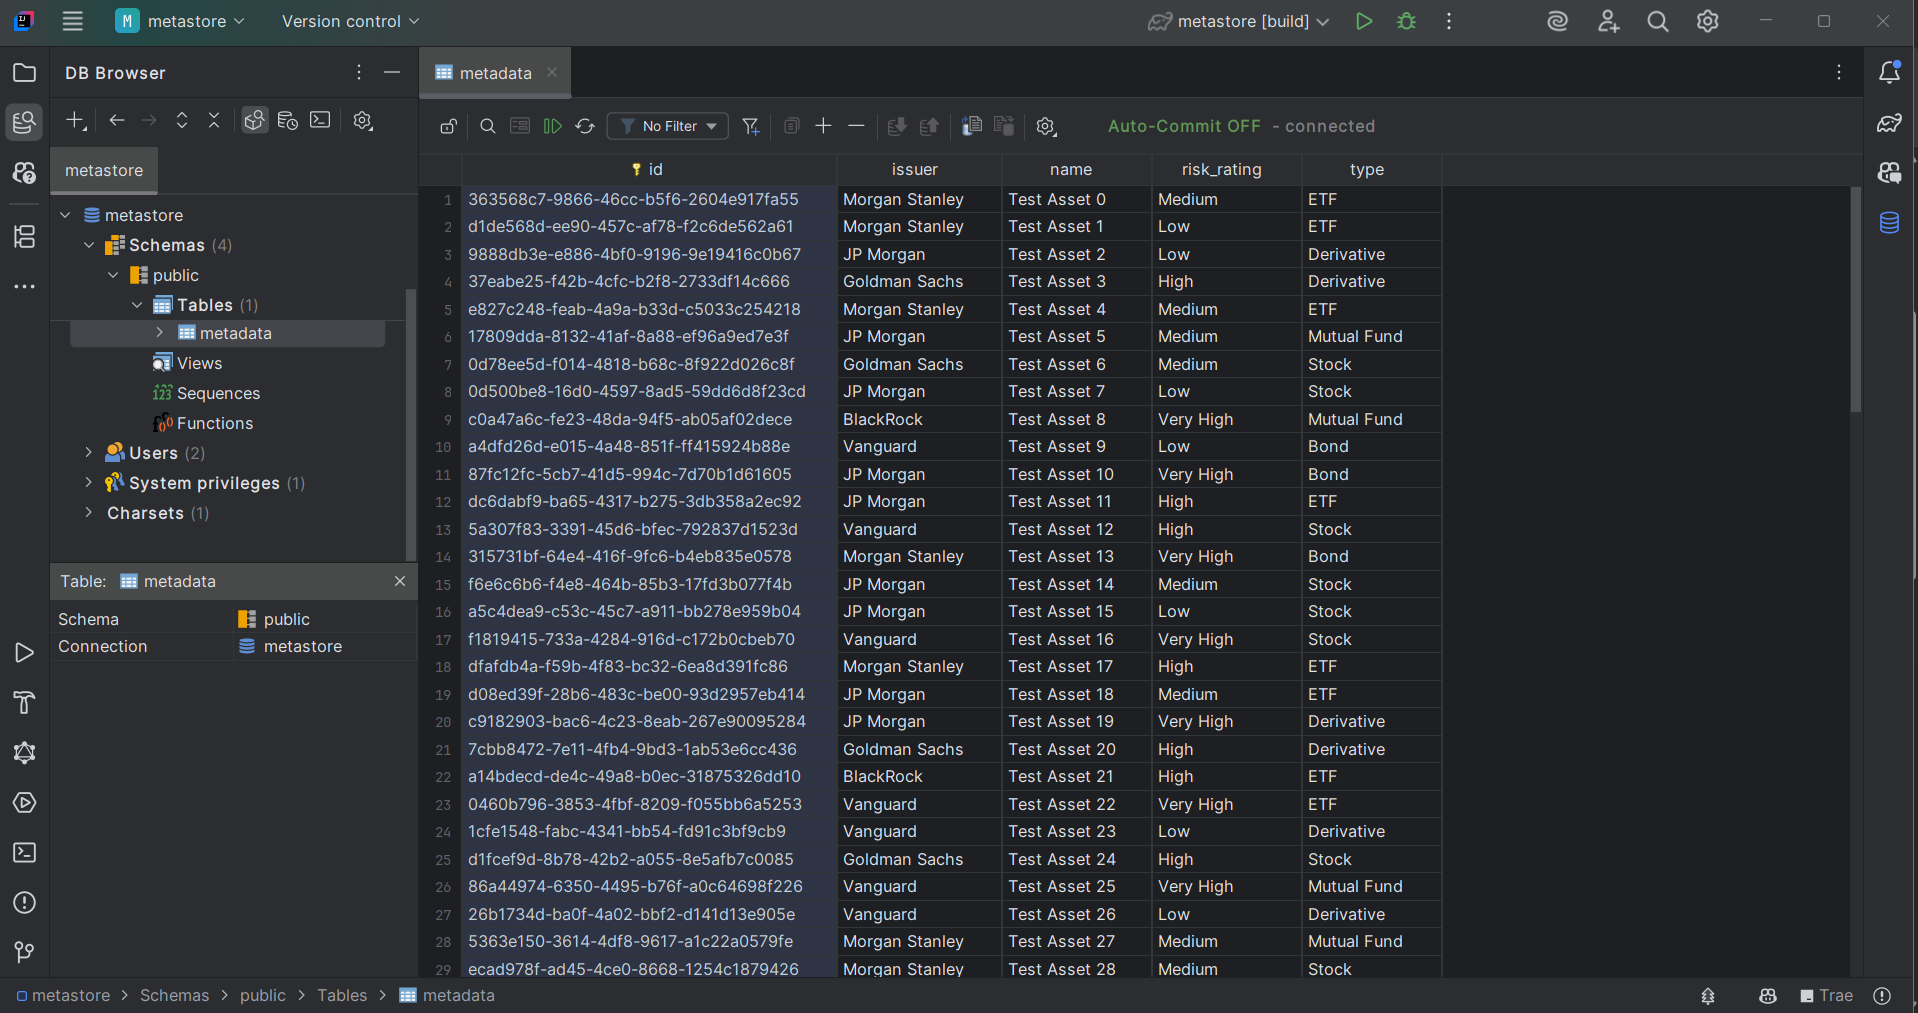 M metastore Version control metastore [build]
DB Browser
metadata
No Filter
Auto-Commit OFF - connected
metastore
metastore
Schemas (4)
public
Tables (1)
metadata
Views
123 Sequences
Functions
Users (2)
System privileges (1)
Charsets (1)
Table: metadata
Schema public
Connection metastore
id issuer name risk_rating type
1 363568c7-9866-46cc-b5f6-2604e917fa55 Morgan Stanley Test Asset 0 Medium ETF
2 d1de568d-ee90-457c-af78-f2c6de562a61 Morgan Stanley Test Asset 1 Low ETF
3 9888db3e-e886-4bf0-9196-9e19416c0b67 JP Morgan Test Asset 2 Low Derivative
4 37eabe25-f42b-4cfc-b2f8-2733df14c666 Goldman Sachs Test Asset 3 High Derivative
5 e827c248-feab-4a9a-b33d-c5033c254218 Morgan Stanley Test Asset 4 Medium ETF
6 17809dda-8132-41af-8a88-ef96a9ed7e3f JP Morgan Test Asset 5 Medium Mutual Fund
7 0d78ee5d-f014-4818-b68c-8f922d026c8f Goldman Sachs Test Asset 6 Medium Stock
8 0d500be8-16d0-4597-8ad5-59dd6d8f23cd JP Morgan Test Asset 7 Low Stock
9 c0a47a6c-fe23-48da-94f5-ab05af02dece BlackRock Test Asset 8 Very High Mutual Fund
10 a4dfd26d-e015-4a48-851f-ff415924b88e Vanguard Test Asset 9 Low Bond
11 87fc12fc-5cb7-41d5-994c-7d70b1d61605 JP Morgan Test Asset 10 Very High Bond
12 dc6dabf9-ba65-4317-b275-3db358a2ec92 JP Morgan Test Asset 11 High ETF
13 5a307f83-3391-45d6-bfec-792837d1523d Vanguard Test Asset 12 High Stock
14 315731bf-64e4-416f-9fc6-b4eb835e0578 Morgan Stanley Test Asset 13 Very High Bond
15 f6e6c6b6-f4e8-464b-85b3-17fd3b077f4b JP Morgan Test Asset 14 Medium Stock
16 a5c4dea9-c53c-45c7-a911-bb278e959b04 JP Morgan Test Asset 15 Low Stock
17 f1819415-733a-4284-916d-c172b0cbeb70 Vanguard Test Asset 16 Very High Stock
18 dfafdb4a-f59b-4f83-bc32-6ea8d391fc86 Morgan Stanley Test Asset 17 High ETF
19 d08ed39f-28b6-483c-be00-93d2957eb414 JP Morgan Test Asset 18 Medium ETF
20 c9182903-bac6-4c23-8eab-267e90095284 JP Morgan Test Asset 19 Very High Derivative
21 7cbb8472-7e11-4fb4-9bd3-1ab53e6cc436 Goldman Sachs Test Asset 20 High Derivative
22 a14bdecd-de4c-49a8-b0ec-31875326dd10 BlackRock Test Asset 21 High ETF
23 0460b796-3853-4fbf-8209-f055bb6a5253 Vanguard Test Asset 22 Very High ETF
24 1cfe1548-fabc-4341-bb54-fd91c3bf9cb9 Vanguard Test Asset 23 Low Derivative
25 d1fcef9d-8b78-42b2-a055-8e5afb7c0085 Goldman Sachs Test Asset 24 High Stock
26 86a44974-6350-4495-b76f-a0c64698f226 Vanguard Test Asset 25 Very High Mutual Fund
27 26b1734d-ba0f-4a02-bbf2-d141d13e905e Vanguard Test Asset 26 Low Derivative
28 5363e150-3614-4df8-9617-a1c22a0579fe Morgan Stanley Test Asset 27 Medium Mutual Fund
29 ecad978f-ad45-4ce0-8668-1254c1879426 Morgan Stanley Test Asset 28 Medium Stock
metastore > Schemas > public > Tables > metadata
Trae